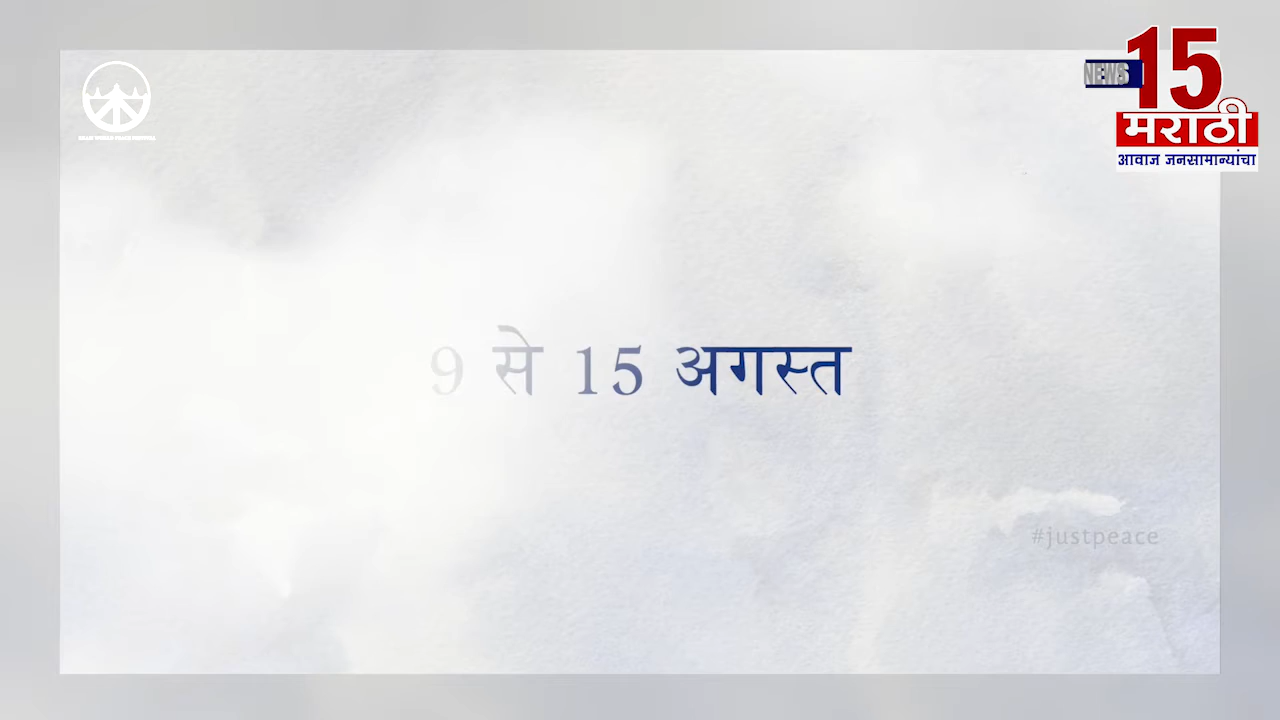 NEWS 15
मराठी
आवाज जनसामान्यांचा
9 से 15 अगस्त
#justpeace